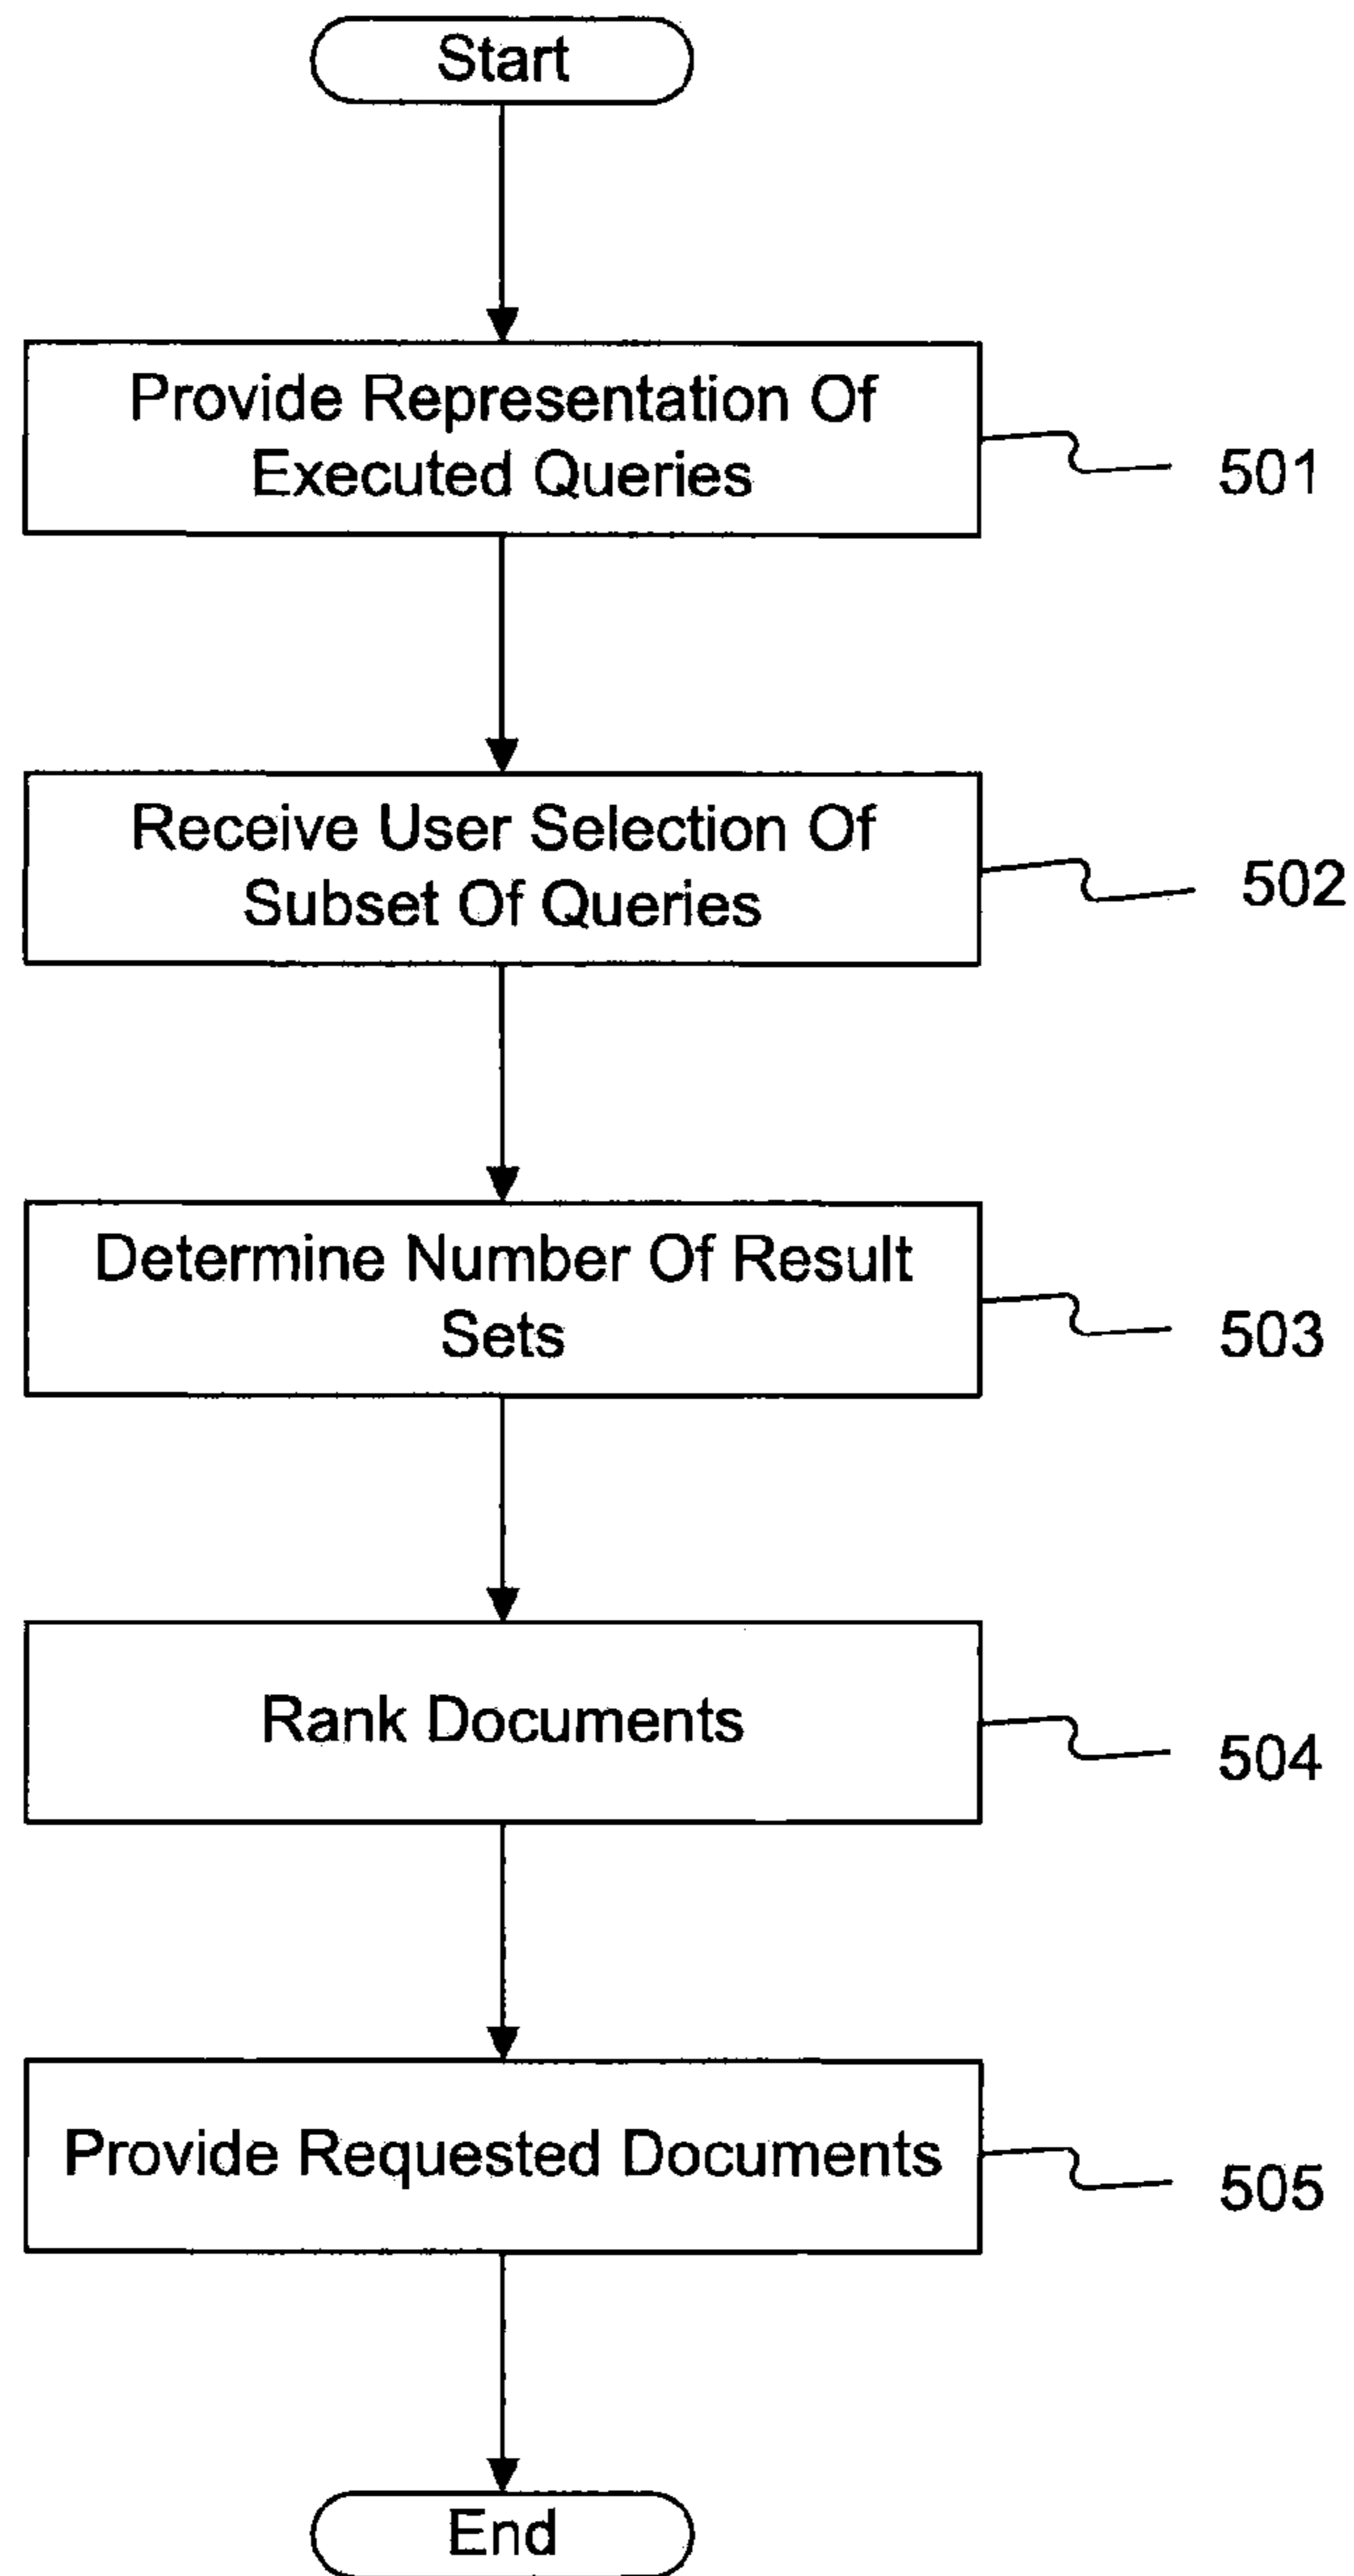 Start
Provide Representation Of
Executed Queries
501
Receive User Selection Of
Subset Of Queries
502
Determine Number Of Result
Sets
503
Rank Documents
504
Provide Requested Documents
505
End